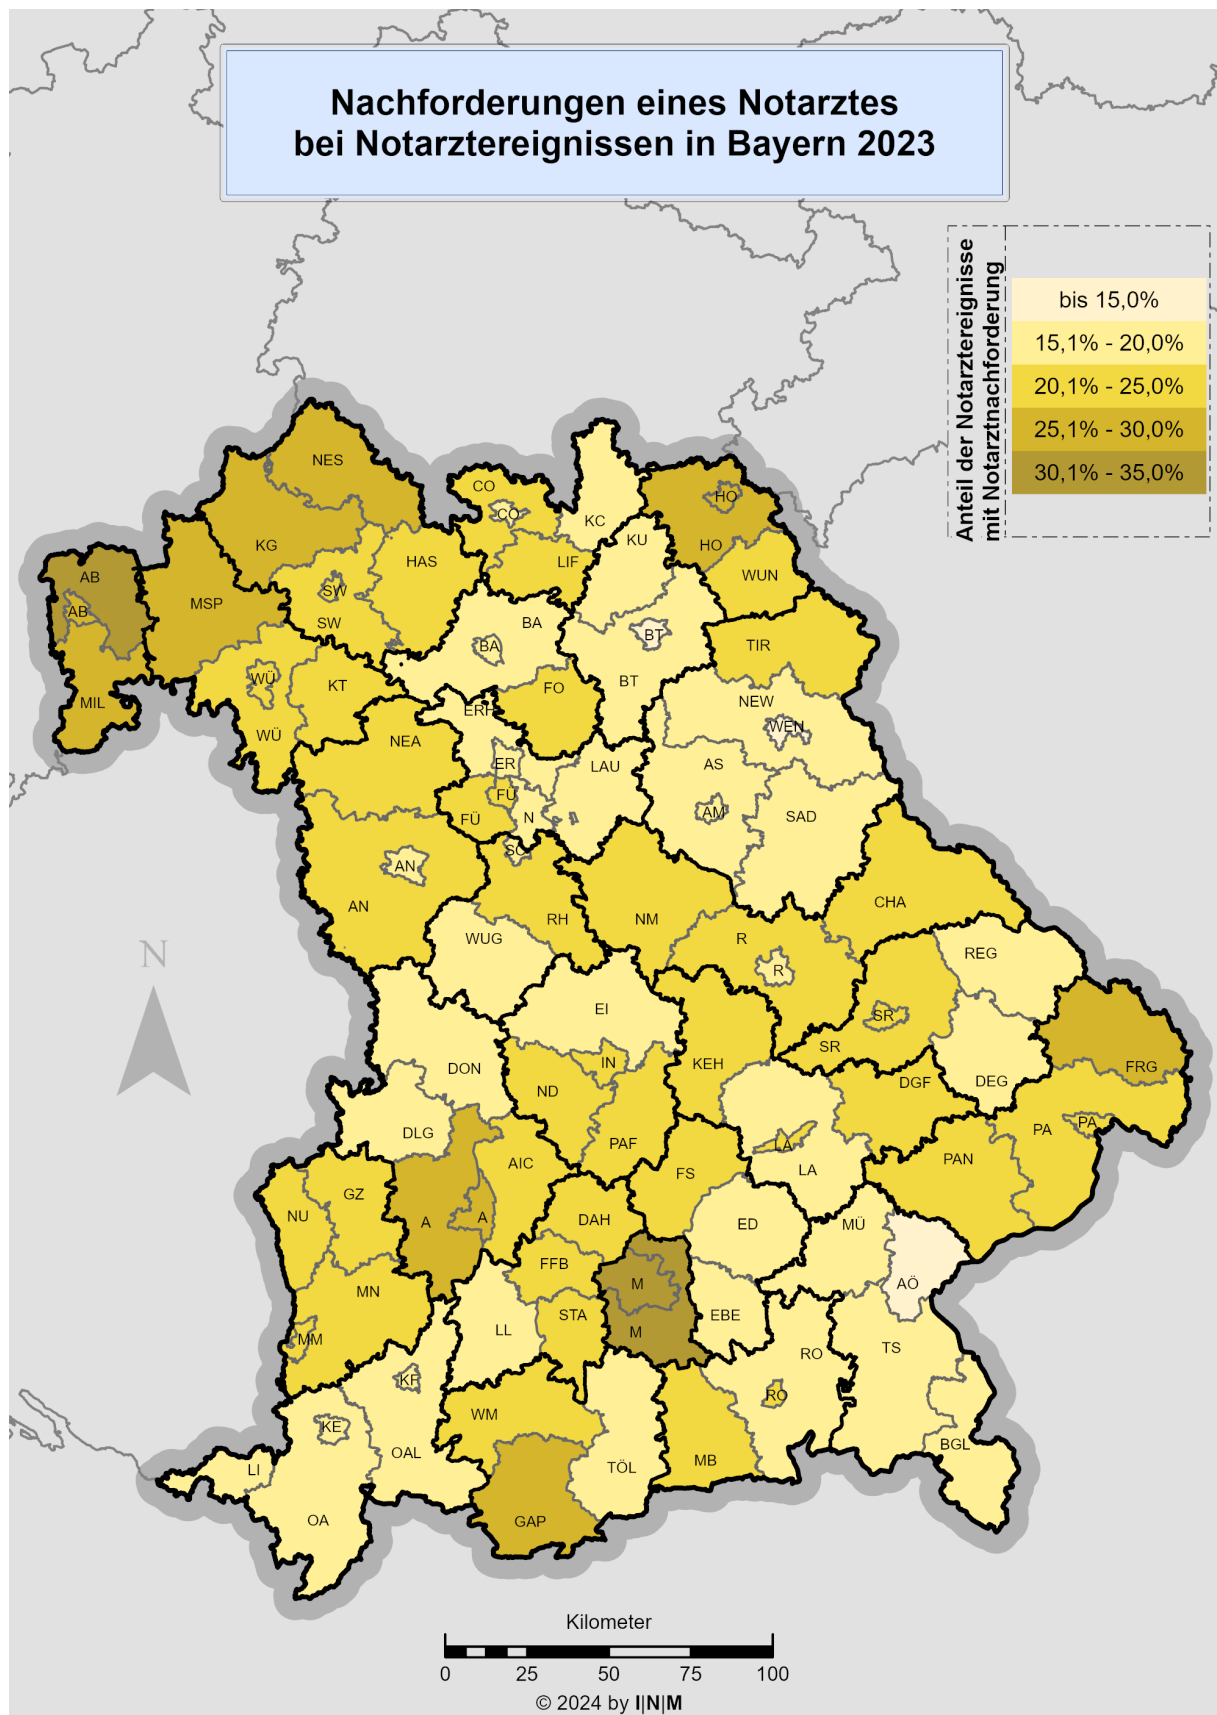 Nachforderungen eines Notarztes
bei Notarztereignissen in Bayern 2023
Anteil der Notarztereignisse
mit Notarztnachforderung
bis 15,0%
15,1% - 20,0%
20,1% - 25,0%
25,1% - 30,0%
30,1% - 35,0%
NES
CO
CO
HO
KC
KU
HO
KG
HAS
LIF
WUN
AB
AB
MSP
SW
SW
BA
BA
BT
TIR
WÜ
KT
FO
BT
NEW
MIL
ERH
WEN
WÜ
NEA
ER
LAU
AS
FÜ
FÜ
N
AM
SAD
SC
AN
AN
RH
NM
CHA
WUG
R
R
REG
EI
SR
SR
DON
ND
IN
KEH
DGF
DEG
FRG
DLG
PAF
LA
PA
PA
AIC
FS
LA
PAN
GZ
NU
A
A
DAH
ED
MÜ
FFB
M
AÖ
MN
STA
EBE
MM
LL
M
RO
TS
KF
RO
WM
KE
OAL
BGL
LI
TÖL
MB
OA
GAP
N
Kilometer
0 25 50 75 100
© 2024 by I|N|M